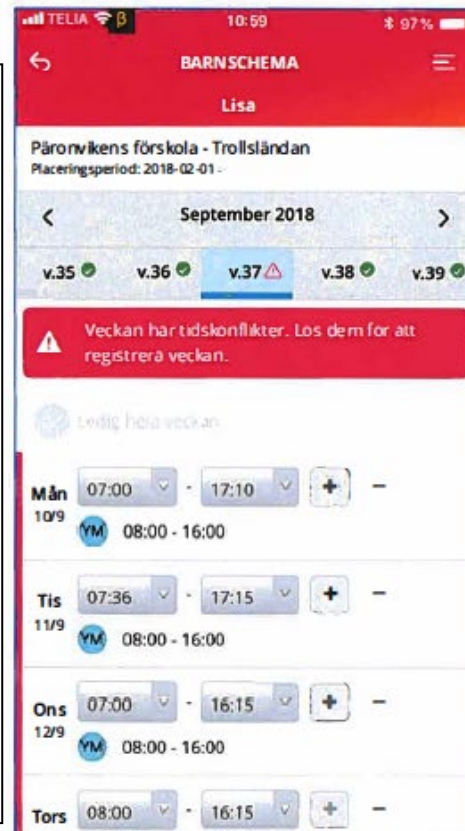 TELIA β 10:59 97%
BARNSCHEMA
Lisa
Päronvikens förskola - Trollsländan
Placeringsperiod: 2018-02-01 -
< September 2018 >
v.35 v.36 v.37 v.38 v.39
Veckan har tidskonflikter. Los dem for att
registrera veckan.
Ledig hela veckan
Mån 07:00 - 17:10 + -
10/9 YM 08:00 - 16:00
Tis 07:36 - 17:15 + -
11/9 YM 08:00 - 16:00
Ons 07:00 - 16:15 + -
12/9 YM 08:00 - 16:00
Tors 08:00 - 16:15 + -